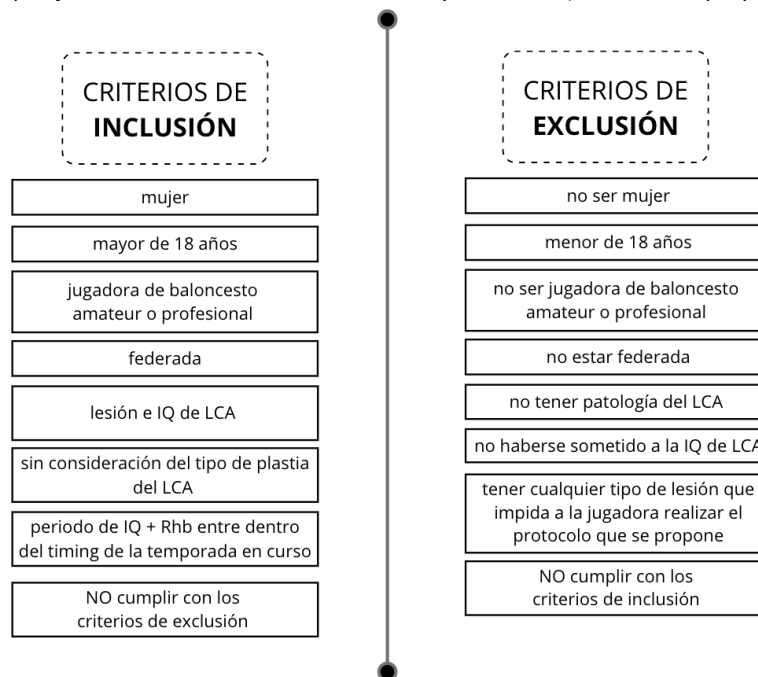 CRITERIOS DE
INCLUSIÓN
mujer
mayor de 18 años
jugadora de baloncesto
amateur o profesional
federada
lesión e IQ de LCA
sin consideración del tipo de plastia
del LCA
periodo de IQ + Rhb entre dentro
del timing de la temporada en curso
NO cumplir con los
criterios de exclusión
CRITERIOS DE
EXCLUSIÓN
no ser mujer
menor de 18 años
no ser jugadora de baloncesto
amateur o profesional
no estar federada
no tener patología del LCA
no haberse sometido a la IQ de LCA
tener cualquier tipo de lesión que
impida a la jugadora realizar el
protocolo que se propone
NO cumplir con los
criterios de inclusión